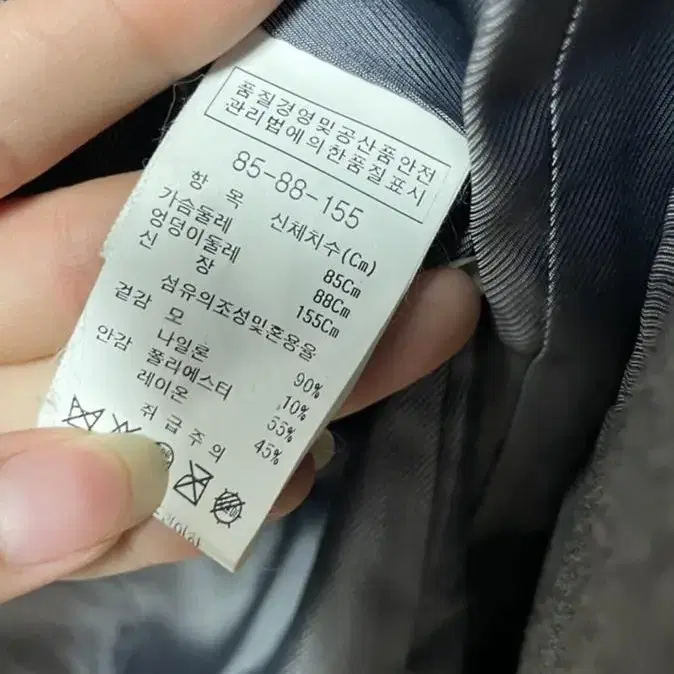 품질경영및공산품안전
관리법에의한품질표시
85-88-155
항 목 신체치수(Cm)
가슴둘레 85Cm
엉덩이둘레 88Cm
신 장 155Cm
섬유의조성및혼용율
겉감 모 90%
나일론 10%
안감 폴리에스터 55%
레이온 45%
취급주의